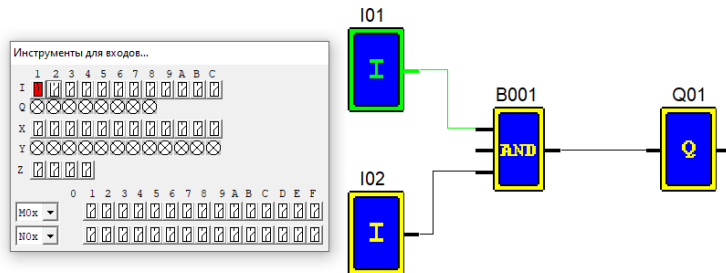 Инструменты для входов...
1 2 3 4 5 6 7 8 9 A B C
I
Q
X
Y
Z
0 1 2 3 4 5 6 7 8 9 A B C D E F
M0x
N0x
I01
I
B001
AND
Q01
Q
I02
I